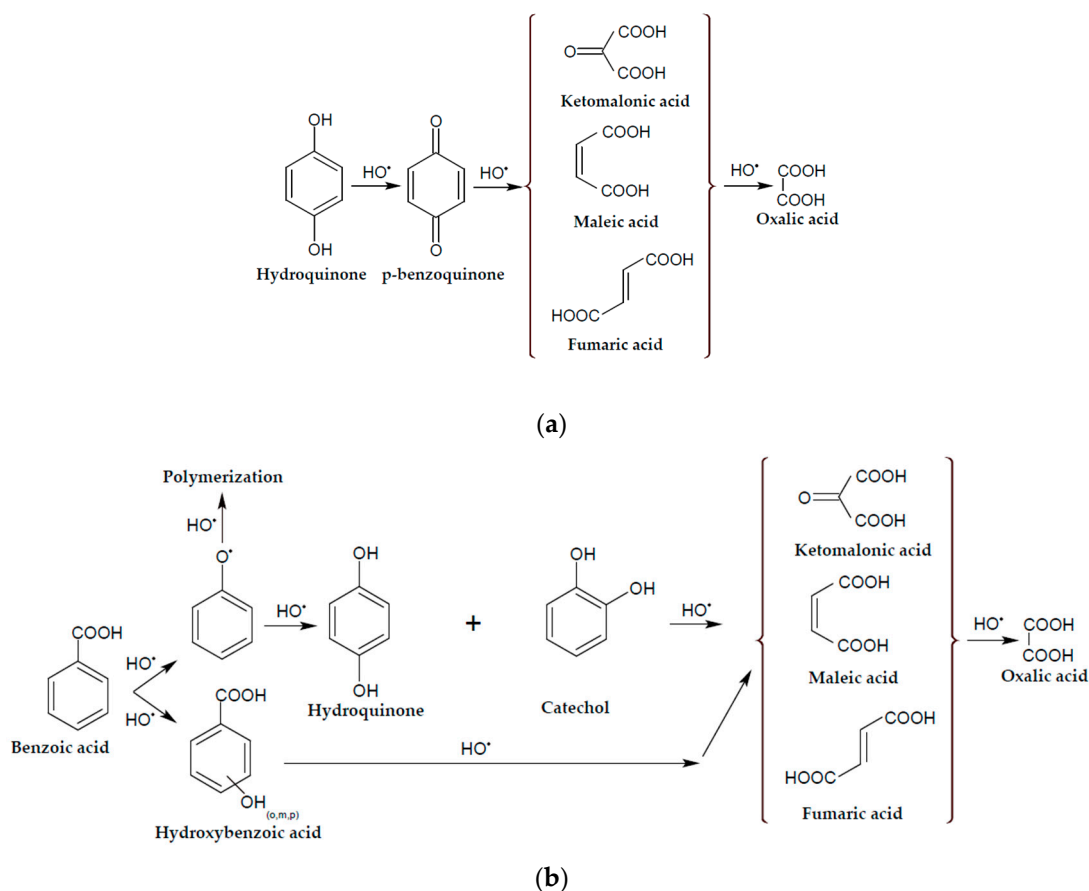 COOH
O
COOH
Ketomalonic acid
OH
OH
Hydroquinone
HO•
O
O
p-benzoquinone
HO•
COOH
COOH
Maleic acid
COOH
HOOC
Fumaric acid
HO•
COOH
COOH
Oxalic acid
(a)
Polymerization
HO•
O•
COOH
Benzoic acid
HO•
HO•
HO•
OH
OH
Hydroquinone
+
OH
OH
Catechol
HO•
COOH
OH
(o,m,p)
Hydroxybenzoic acid
HO•
COOH
O
COOH
Ketomalonic acid
COOH
COOH
Maleic acid
COOH
HOOC
Fumaric acid
HO•
COOH
COOH
Oxalic acid
(b)